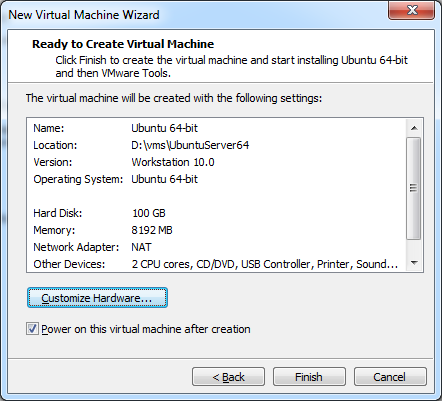 New Virtual Machine Wizard
Ready to Create Virtual Machine
Click Finish to create the virtual machine and start installing Ubuntu 64-bit
and then VMware Tools.
The virtual machine will be created with the following settings:
Name: Ubuntu 64-bit
Location: D:\vms\UbuntuServer64
Version: Workstation 10.0
Operating System: Ubuntu 64-bit
Hard Disk: 100 GB
Memory: 8192 MB
Network Adapter: NAT
Other Devices: 2 CPU cores, CD/DVD, USB Controller, Printer, Sound...
Customize Hardware...
Power on this virtual machine after creation
< Back Finish Cancel